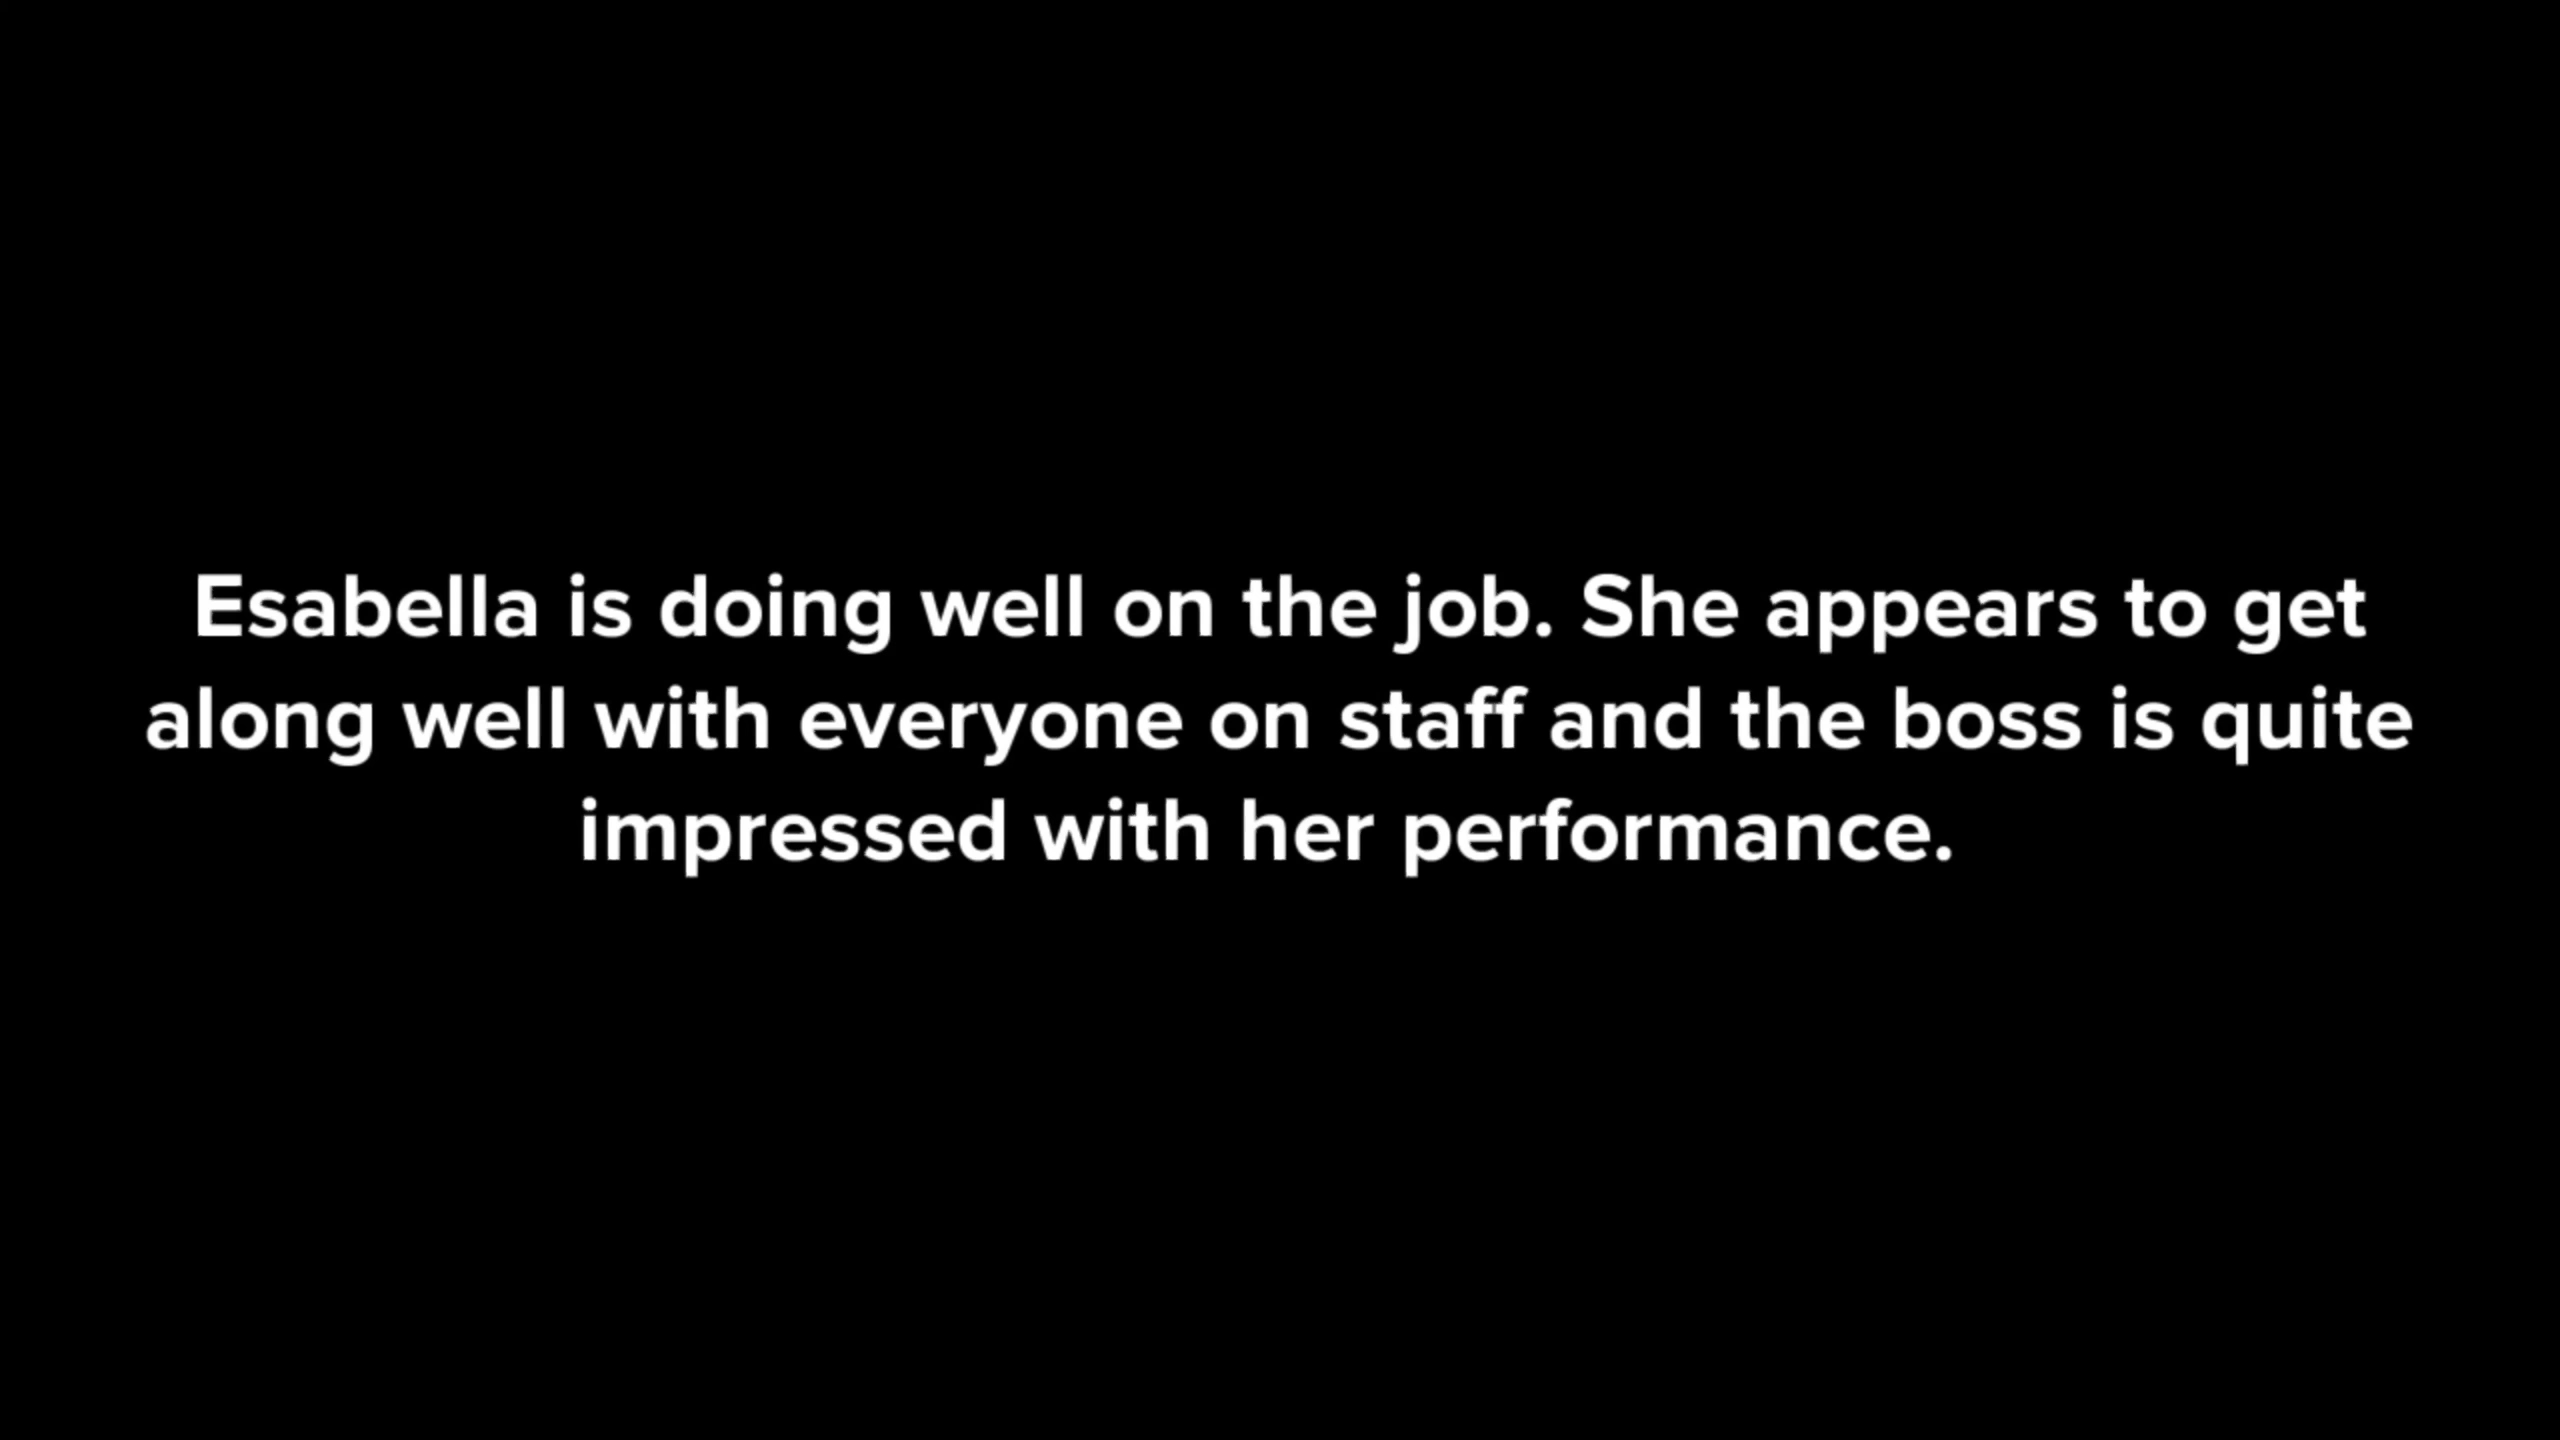 Esabella is doing well on the job. She appears to get
along well with everyone on staff and the boss is quite
impressed with her performance.